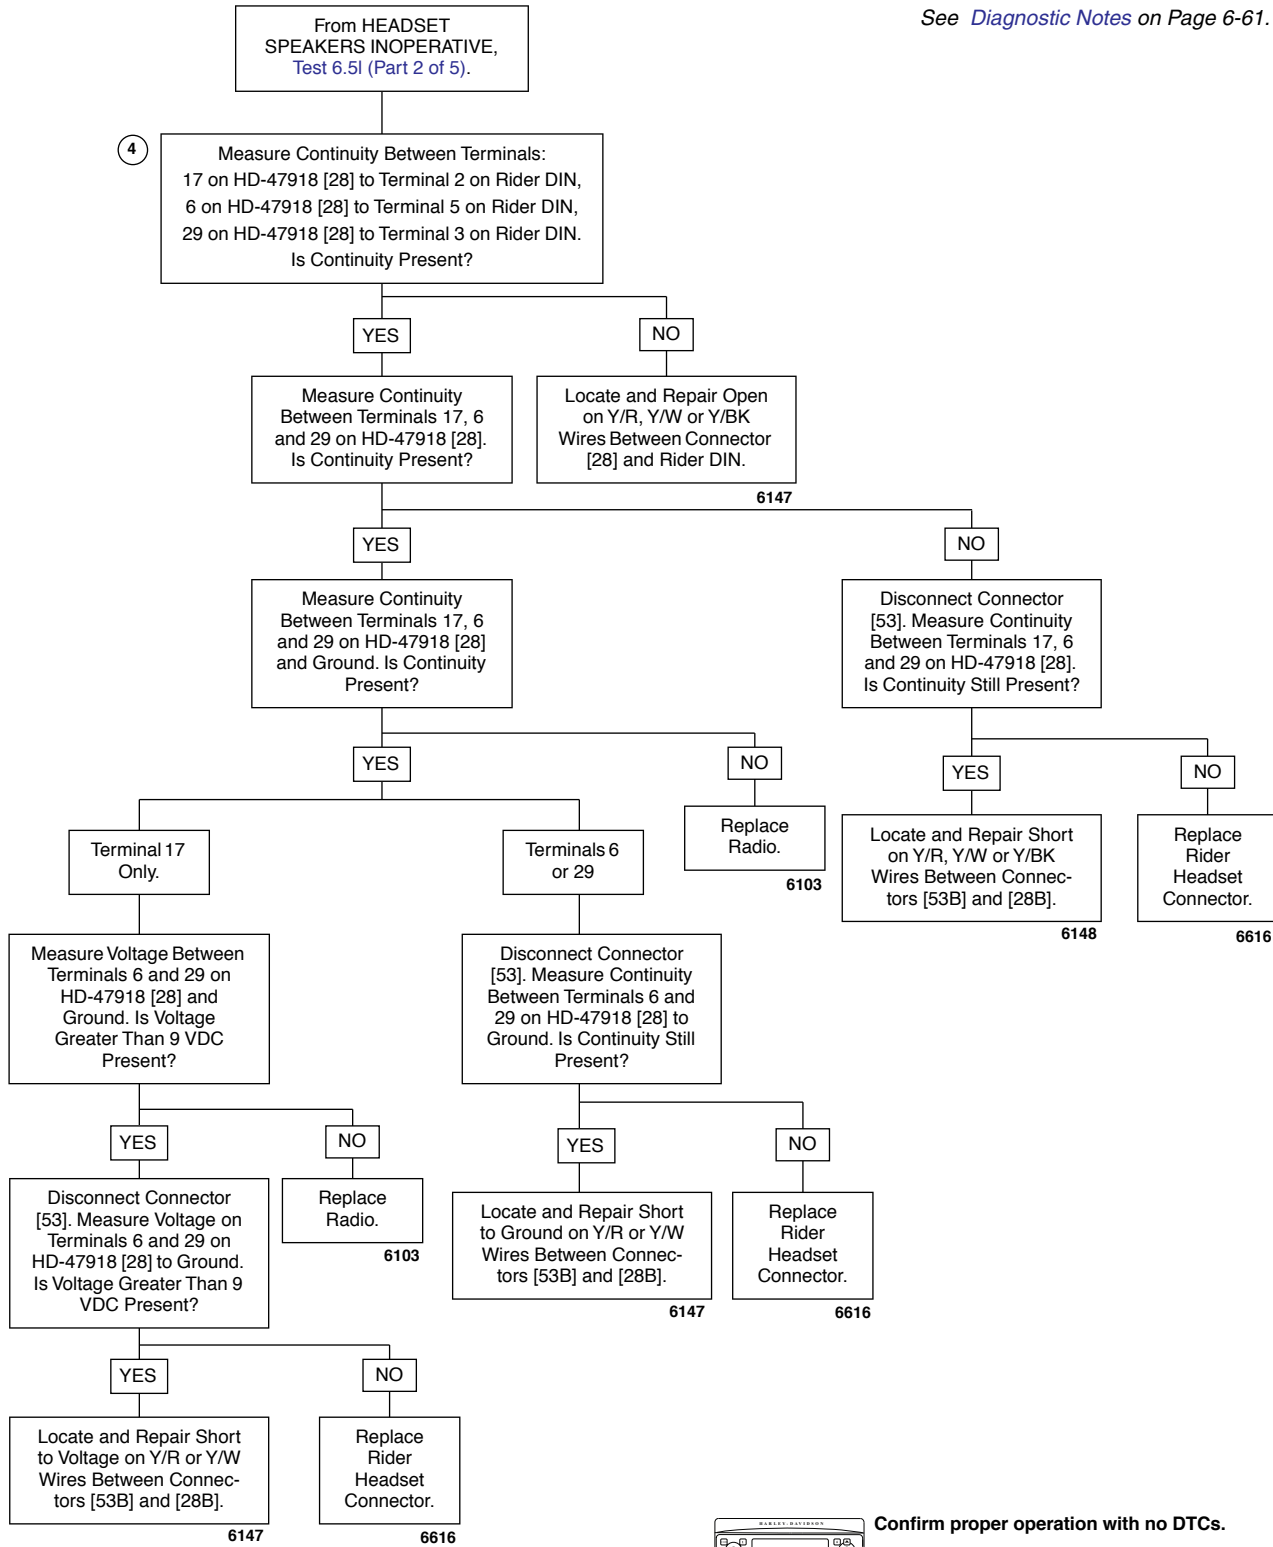 See Diagnostic Notes on Page 6-61.
From HEADSET
SPEAKERS INOPERATIVE,
Test 6.5l (Part 2 of 5).
4
Measure Continuity Between Terminals:
17 on HD-47918 [28] to Terminal 2 on Rider DIN,
6 on HD-47918 [28] to Terminal 5 on Rider DIN,
29 on HD-47918 [28] to Terminal 3 on Rider DIN.
Is Continuity Present?
YES
NO
Measure Continuity
Between Terminals 17, 6
and 29 on HD-47918 [28].
Is Continuity Present?
Locate and Repair Open
on Y/R, Y/W or Y/BK
Wires Between Connector
[28] and Rider DIN.
6147
YES
NO
Measure Continuity
Between Terminals 17, 6
and 29 on HD-47918 [28]
and Ground. Is Continuity
Present?
Disconnect Connector
[53]. Measure Continuity
Between Terminals 17, 6
and 29 on HD-47918 [28].
Is Continuity Still Present?
YES
NO
YES
NO
Terminal 17
Only.
Terminals 6
or 29
Replace
Radio.
6103
Locate and Repair Short
on Y/R, Y/W or Y/BK
Wires Between Connec-
tors [53B] and [28B].
6148
Replace
Rider
Headset
Connector.
6616
Measure Voltage Between
Terminals 6 and 29 on
HD-47918 [28] and
Ground. Is Voltage
Greater Than 9 VDC
Present?
Disconnect Connector
[53]. Measure Continuity
Between Terminals 6 and
29 on HD-47918 [28] to
Ground. Is Continuity Still
Present?
YES
NO
YES
NO
Disconnect Connector
[53]. Measure Voltage on
Terminals 6 and 29 on
HD-47918 [28] to Ground.
Is Voltage Greater Than 9
VDC Present?
Replace
Radio.
6103
Locate and Repair Short
to Ground on Y/R or Y/W
Wires Between Connec-
tors [53B] and [28B].
6147
Replace
Rider
Headset
Connector.
6616
YES
NO
Locate and Repair Short
to Voltage on Y/R or Y/W
Wires Between Connec-
tors [53B] and [28B].
6147
Replace
Rider
Headset
Connector.
6616
HARLEY-DAVIDSON
Confirm proper operation with no DTCs.